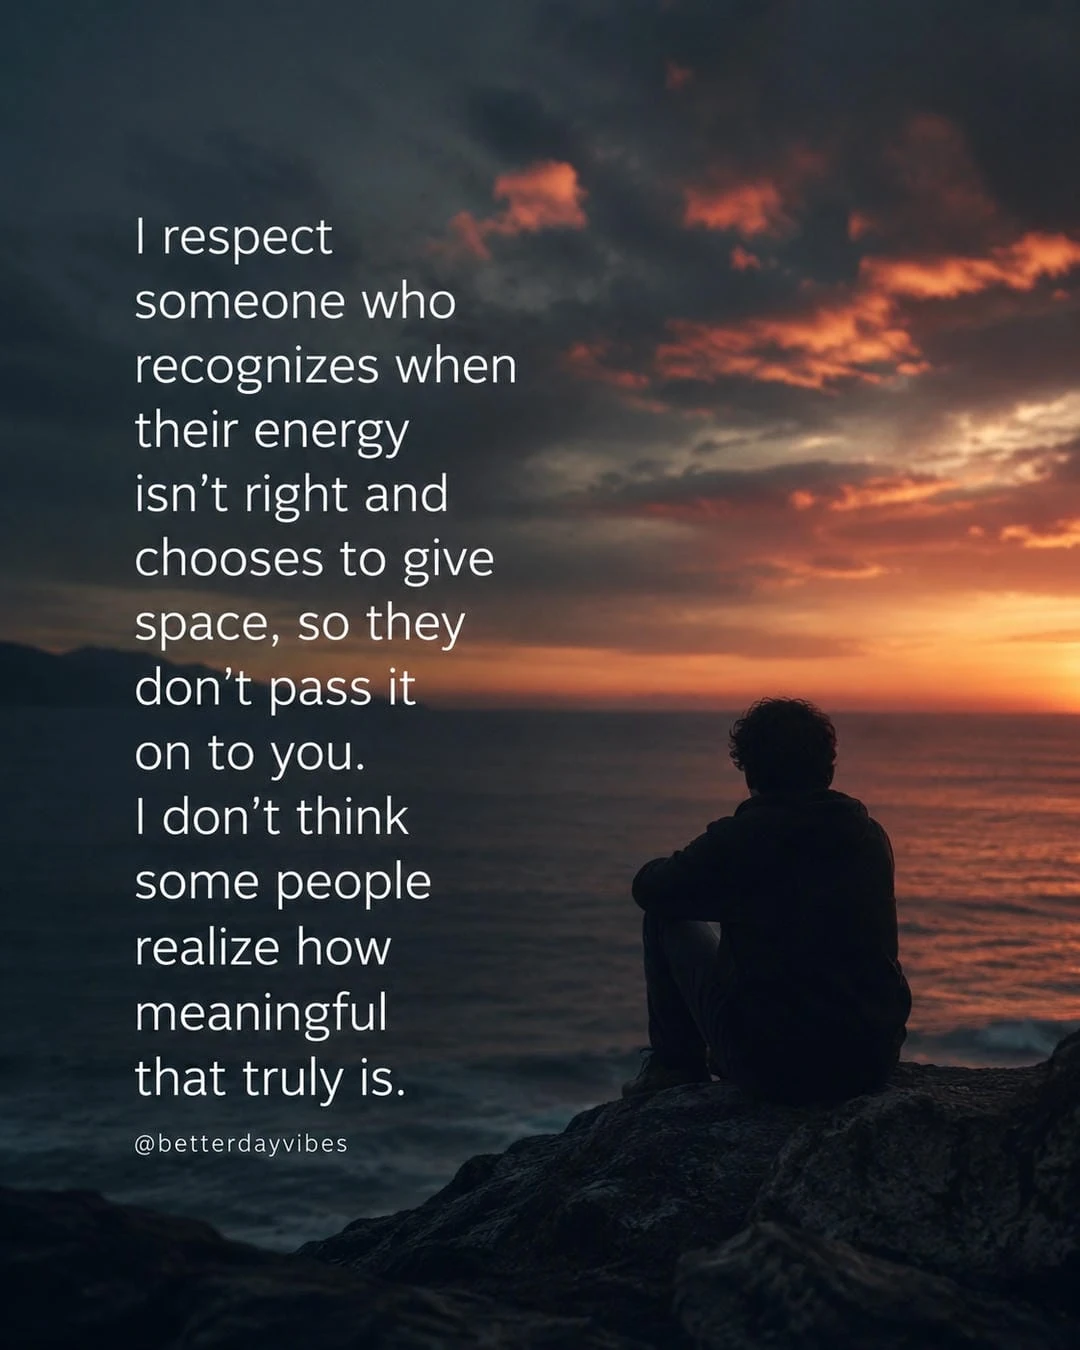 I respect
someone who
recognizes when
their energy
isn’t right and
chooses to give
space, so they
don’t pass it
on to you.
I don’t think
some people
realize how
meaningful
that truly is.
@betterdayvibes